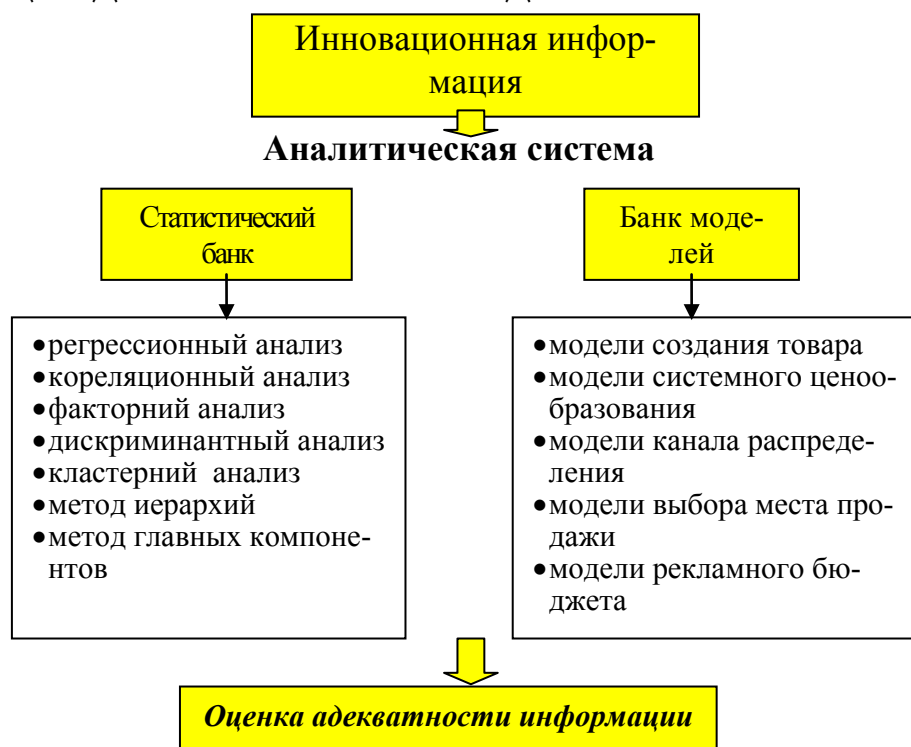 Инновационная инфор-
мация
Аналитическая система
Статистический
банк
Банк моде-
лей
•регрессионный анализ
•кореляционный анализ
•факторний анализ
•дискриминантный анализ
•кластерний анализ
•метод иерархий
•метод главных компоне-
нтов
•модели создания товара
•модели системного ценоо-
бразования
•модели канала распреде-
ления
•модели выбора места про-
дажи
•модели рекламного бю-
джета
Оценка адекватности информации